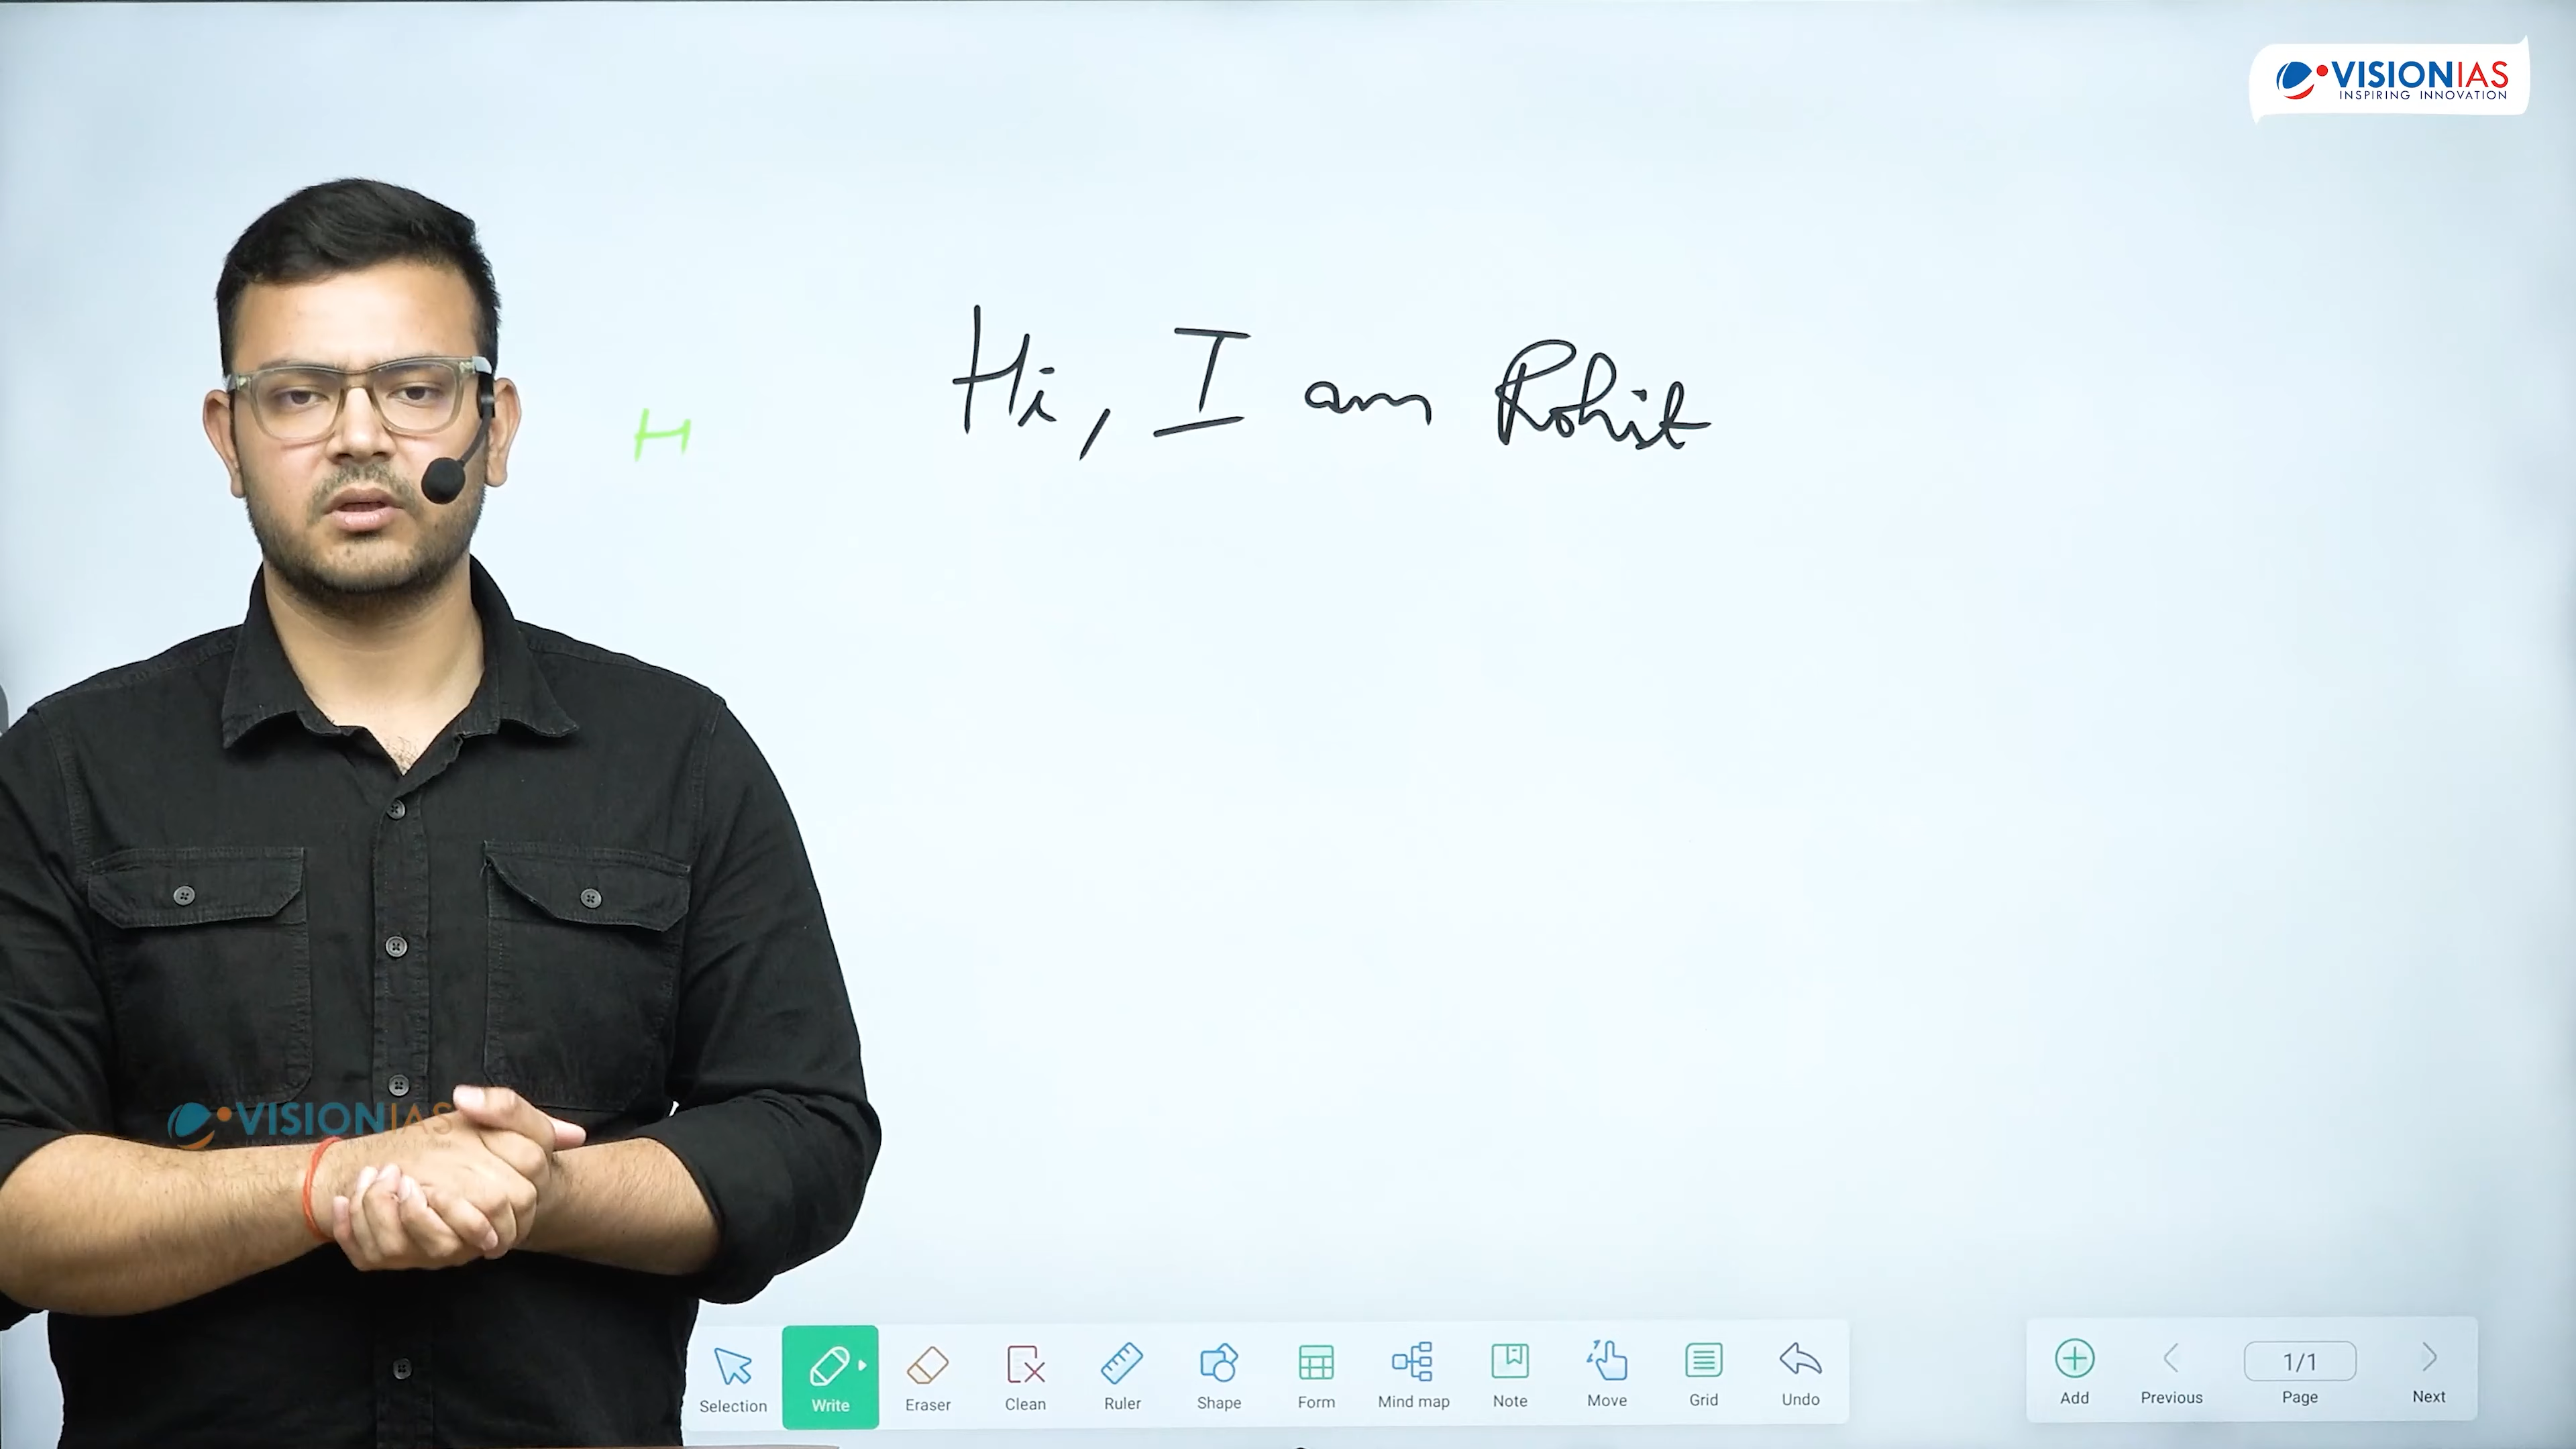 VISIONIAS
INSPIRING INNOVATION
Hi, I am Rohit
H
VISIONIAS
Selection Write Eraser Clean Ruler Shape Form Mind map Note Move Grid Undo
Add Previous 1/1 Page Next